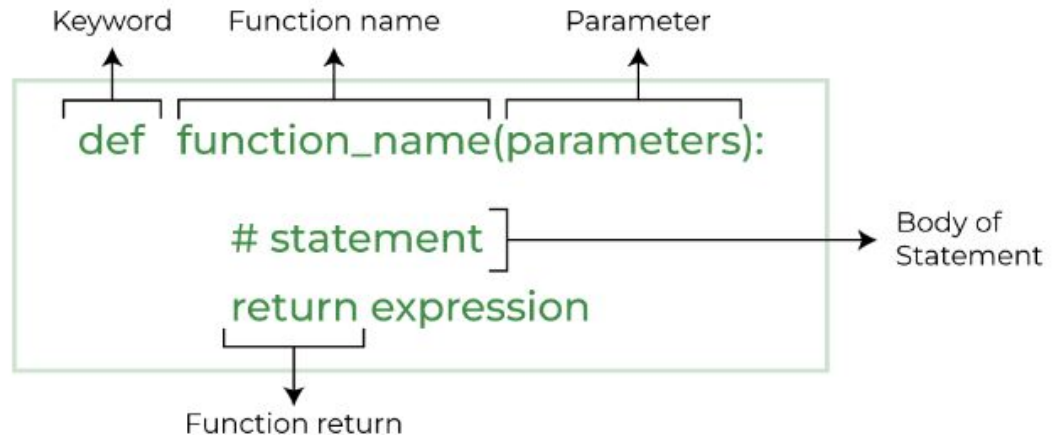 Keyword Function name Parameter
def function_name(parameters):
# statement
Body of
Statement
return expression
Function return